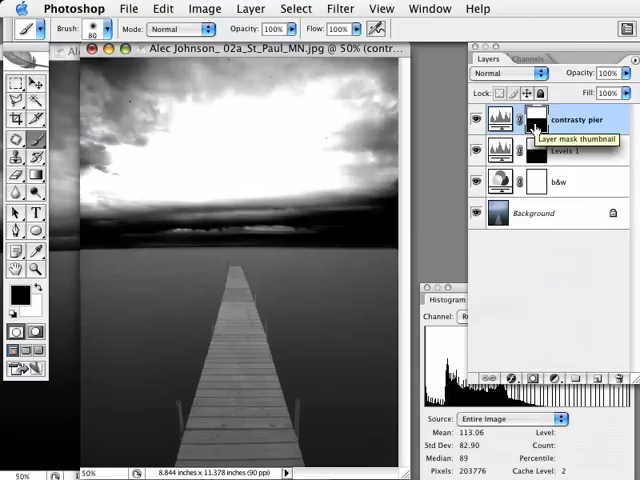 Photoshop File Edit Image Layer Select Filter View Window Help
Brush: 80 Mode: Normal Opacity: 100% Flow: 100%
Alec Johnson_ 02a_St_Paul_MN.jpg @ 50% (contr...
Layers Channels
Normal Opacity: 100%
Lock: Fill: 100%
contrasty pier
Layer mask thumbnail
Levels 1
b&w
Background
Histogram
Channel:
Source: Entire Image
Mean: 113.06 Level:
Std Dev: 82.90 Count:
Median: 89 Percentile:
Pixels: 203776 Cache Level: 2
50% 50% 8.844 inches x 11.378 inches (90 ppi)